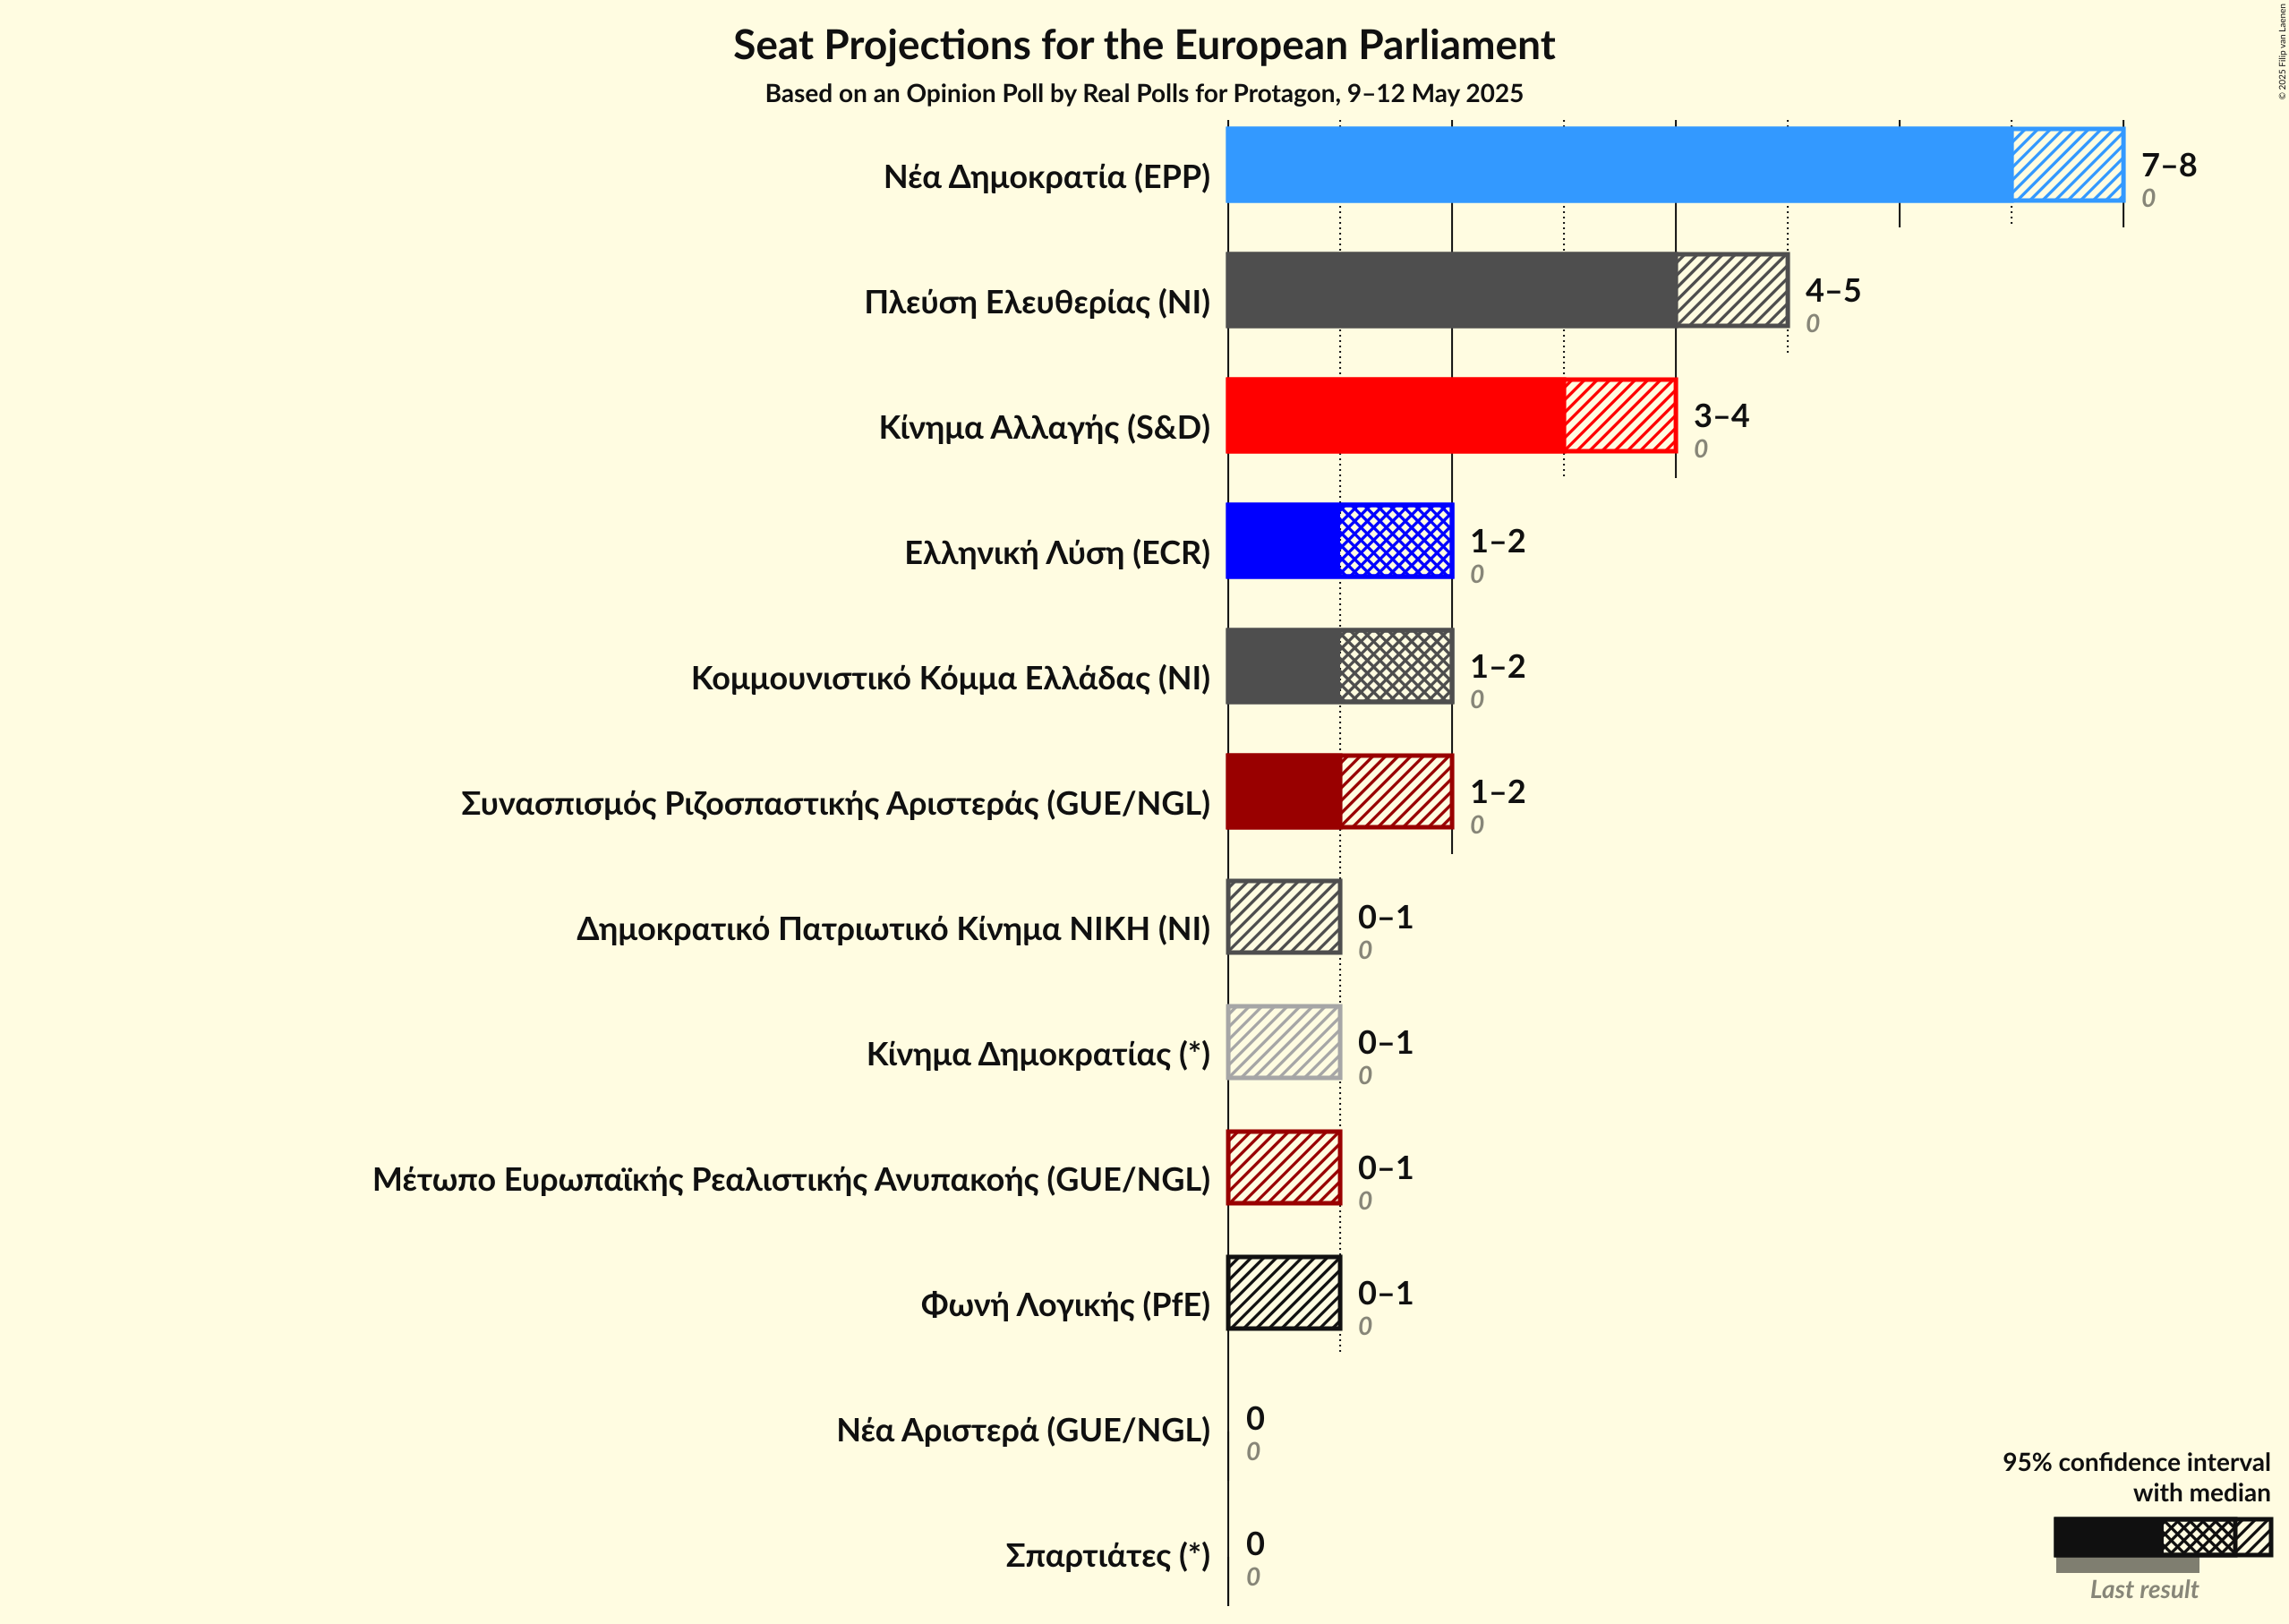 Seat Projections for the European Parliament
Based on an Opinion Poll by Real Polls for Protagon, 9–12 May 2025
© 2025 Filip van Laenen
Νέα Δημοκρατία (EPP)
7–8
0
Πλεύση Ελευθερίας (NI)
4–5
0
Κίνημα Αλλαγής (S&D)
3–4
0
Ελληνική Λύση (ECR)
1–2
0
Κομμουνιστικό Κόμμα Ελλάδας (NI)
1–2
0
Συνασπισμός Ριζοσπαστικής Αριστεράς (GUE/NGL)
1–2
0
Δημοκρατικό Πατριωτικό Κίνημα ΝΙΚΗ (NI)
0–1
0
Κίνημα Δημοκρατίας (*)
0–1
0
Μέτωπο Ευρωπαϊκής Ρεαλιστικής Ανυπακοής (GUE/NGL)
0–1
0
Φωνή Λογικής (PfE)
0–1
0
Νέα Αριστερά (GUE/NGL)
0
0
Σπαρτιάτες (*)
0
0
95% confidence interval
with median
Last result